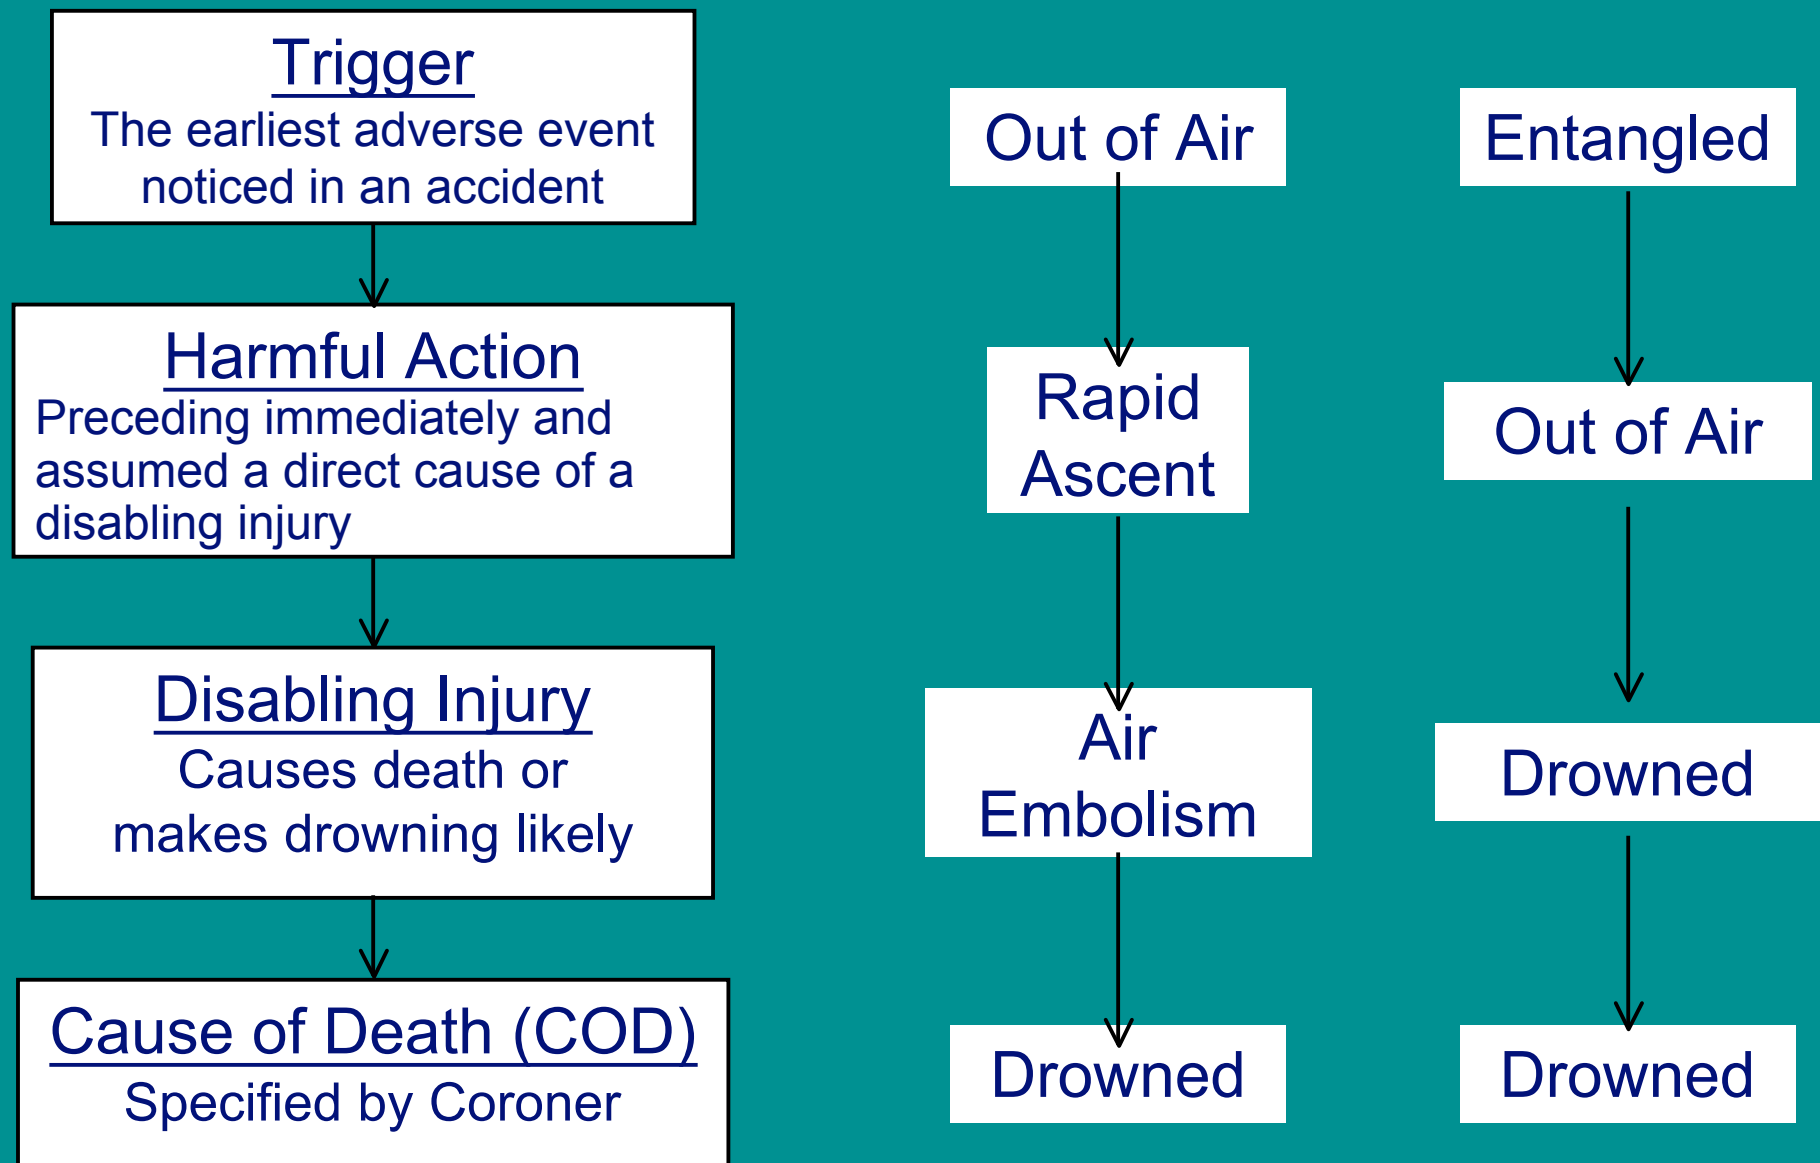 Trigger
The earliest adverse event
noticed in an accident
Harmful Action
Preceding immediately and
assumed a direct cause of a
disabling injury
Disabling Injury
Causes death or
makes drowning likely
Cause of Death (COD)
Specified by Coroner
Out of Air
Rapid
Ascent
Air
Embolism
Drowned
Entangled
Out of Air
Drowned
Drowned